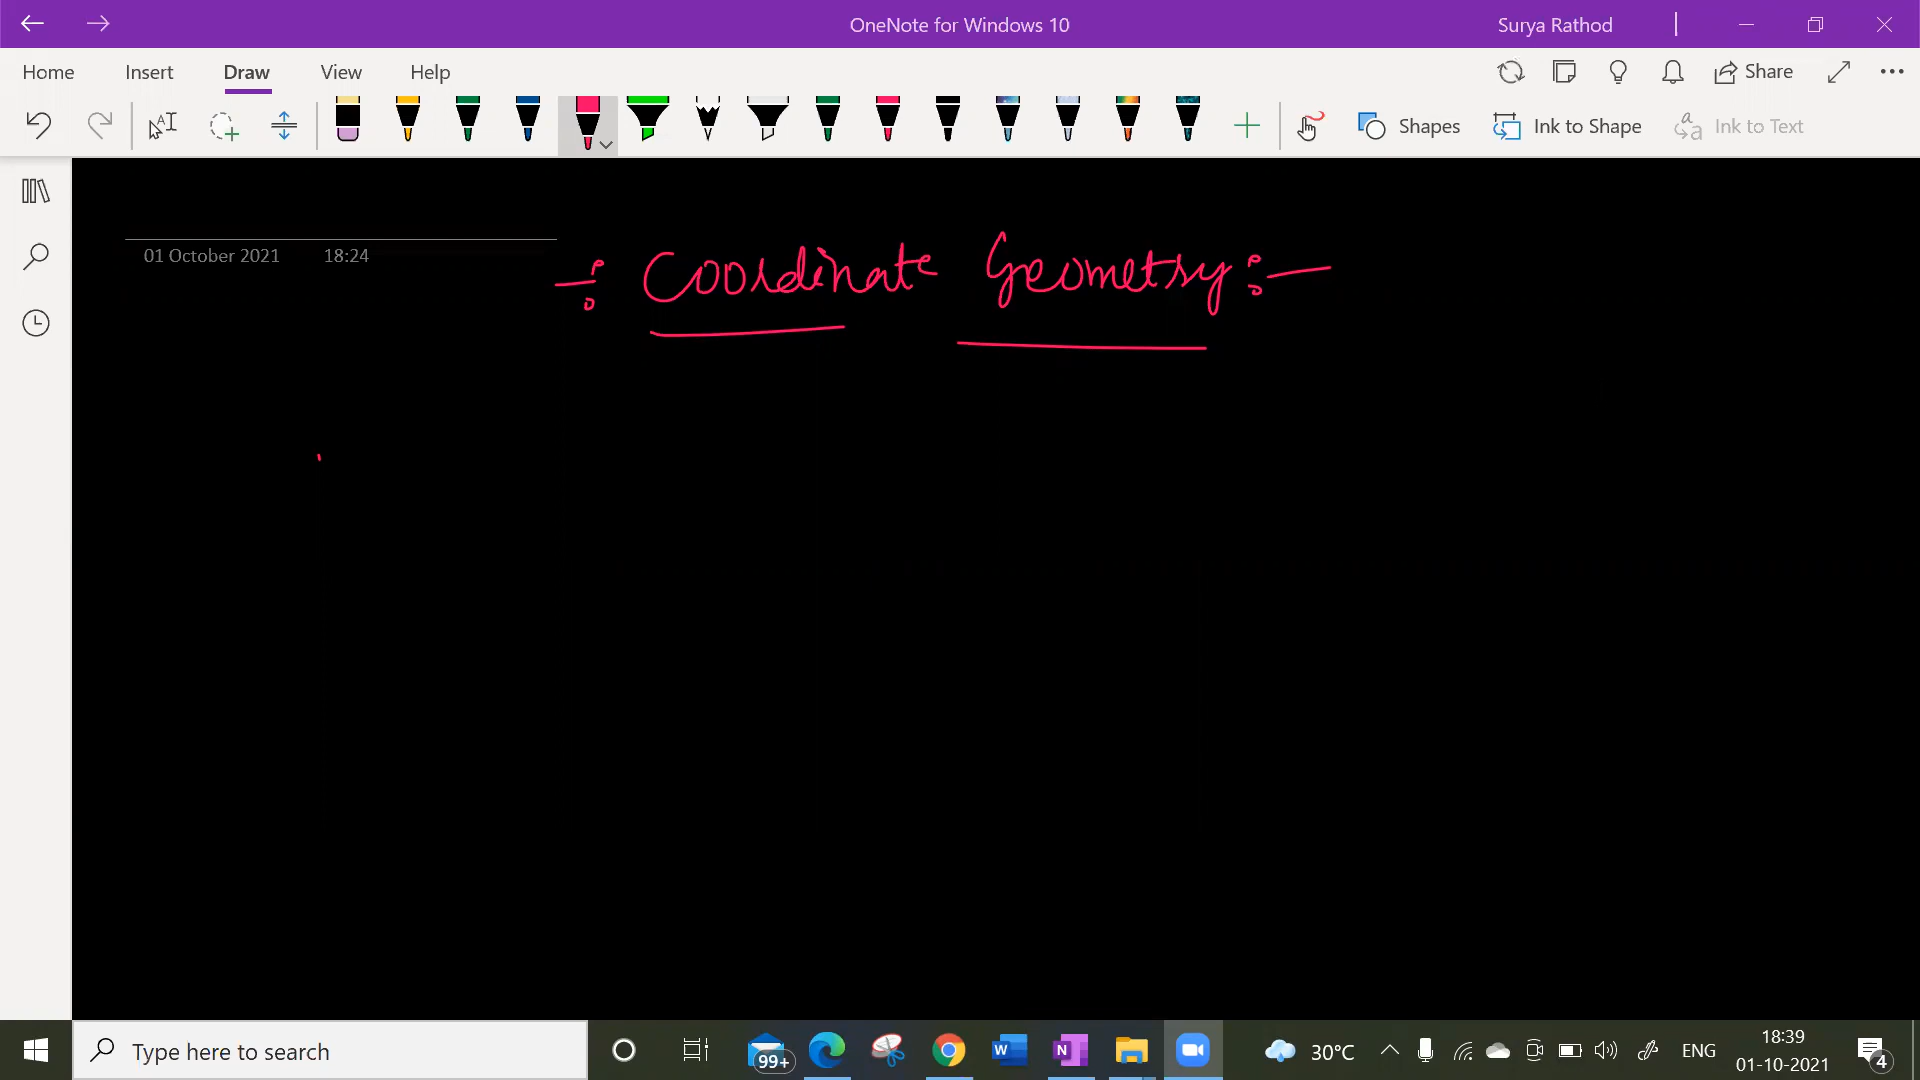 OneNote for Windows 10 Surya Rathod
Home Insert Draw View Help Share
Shapes Ink to Shape Ink to Text
01 October 2021 18:24
-: Coordinate Geometry :-
Type here to search 99+ 30°C ENG 18:39
01-10-2021 4